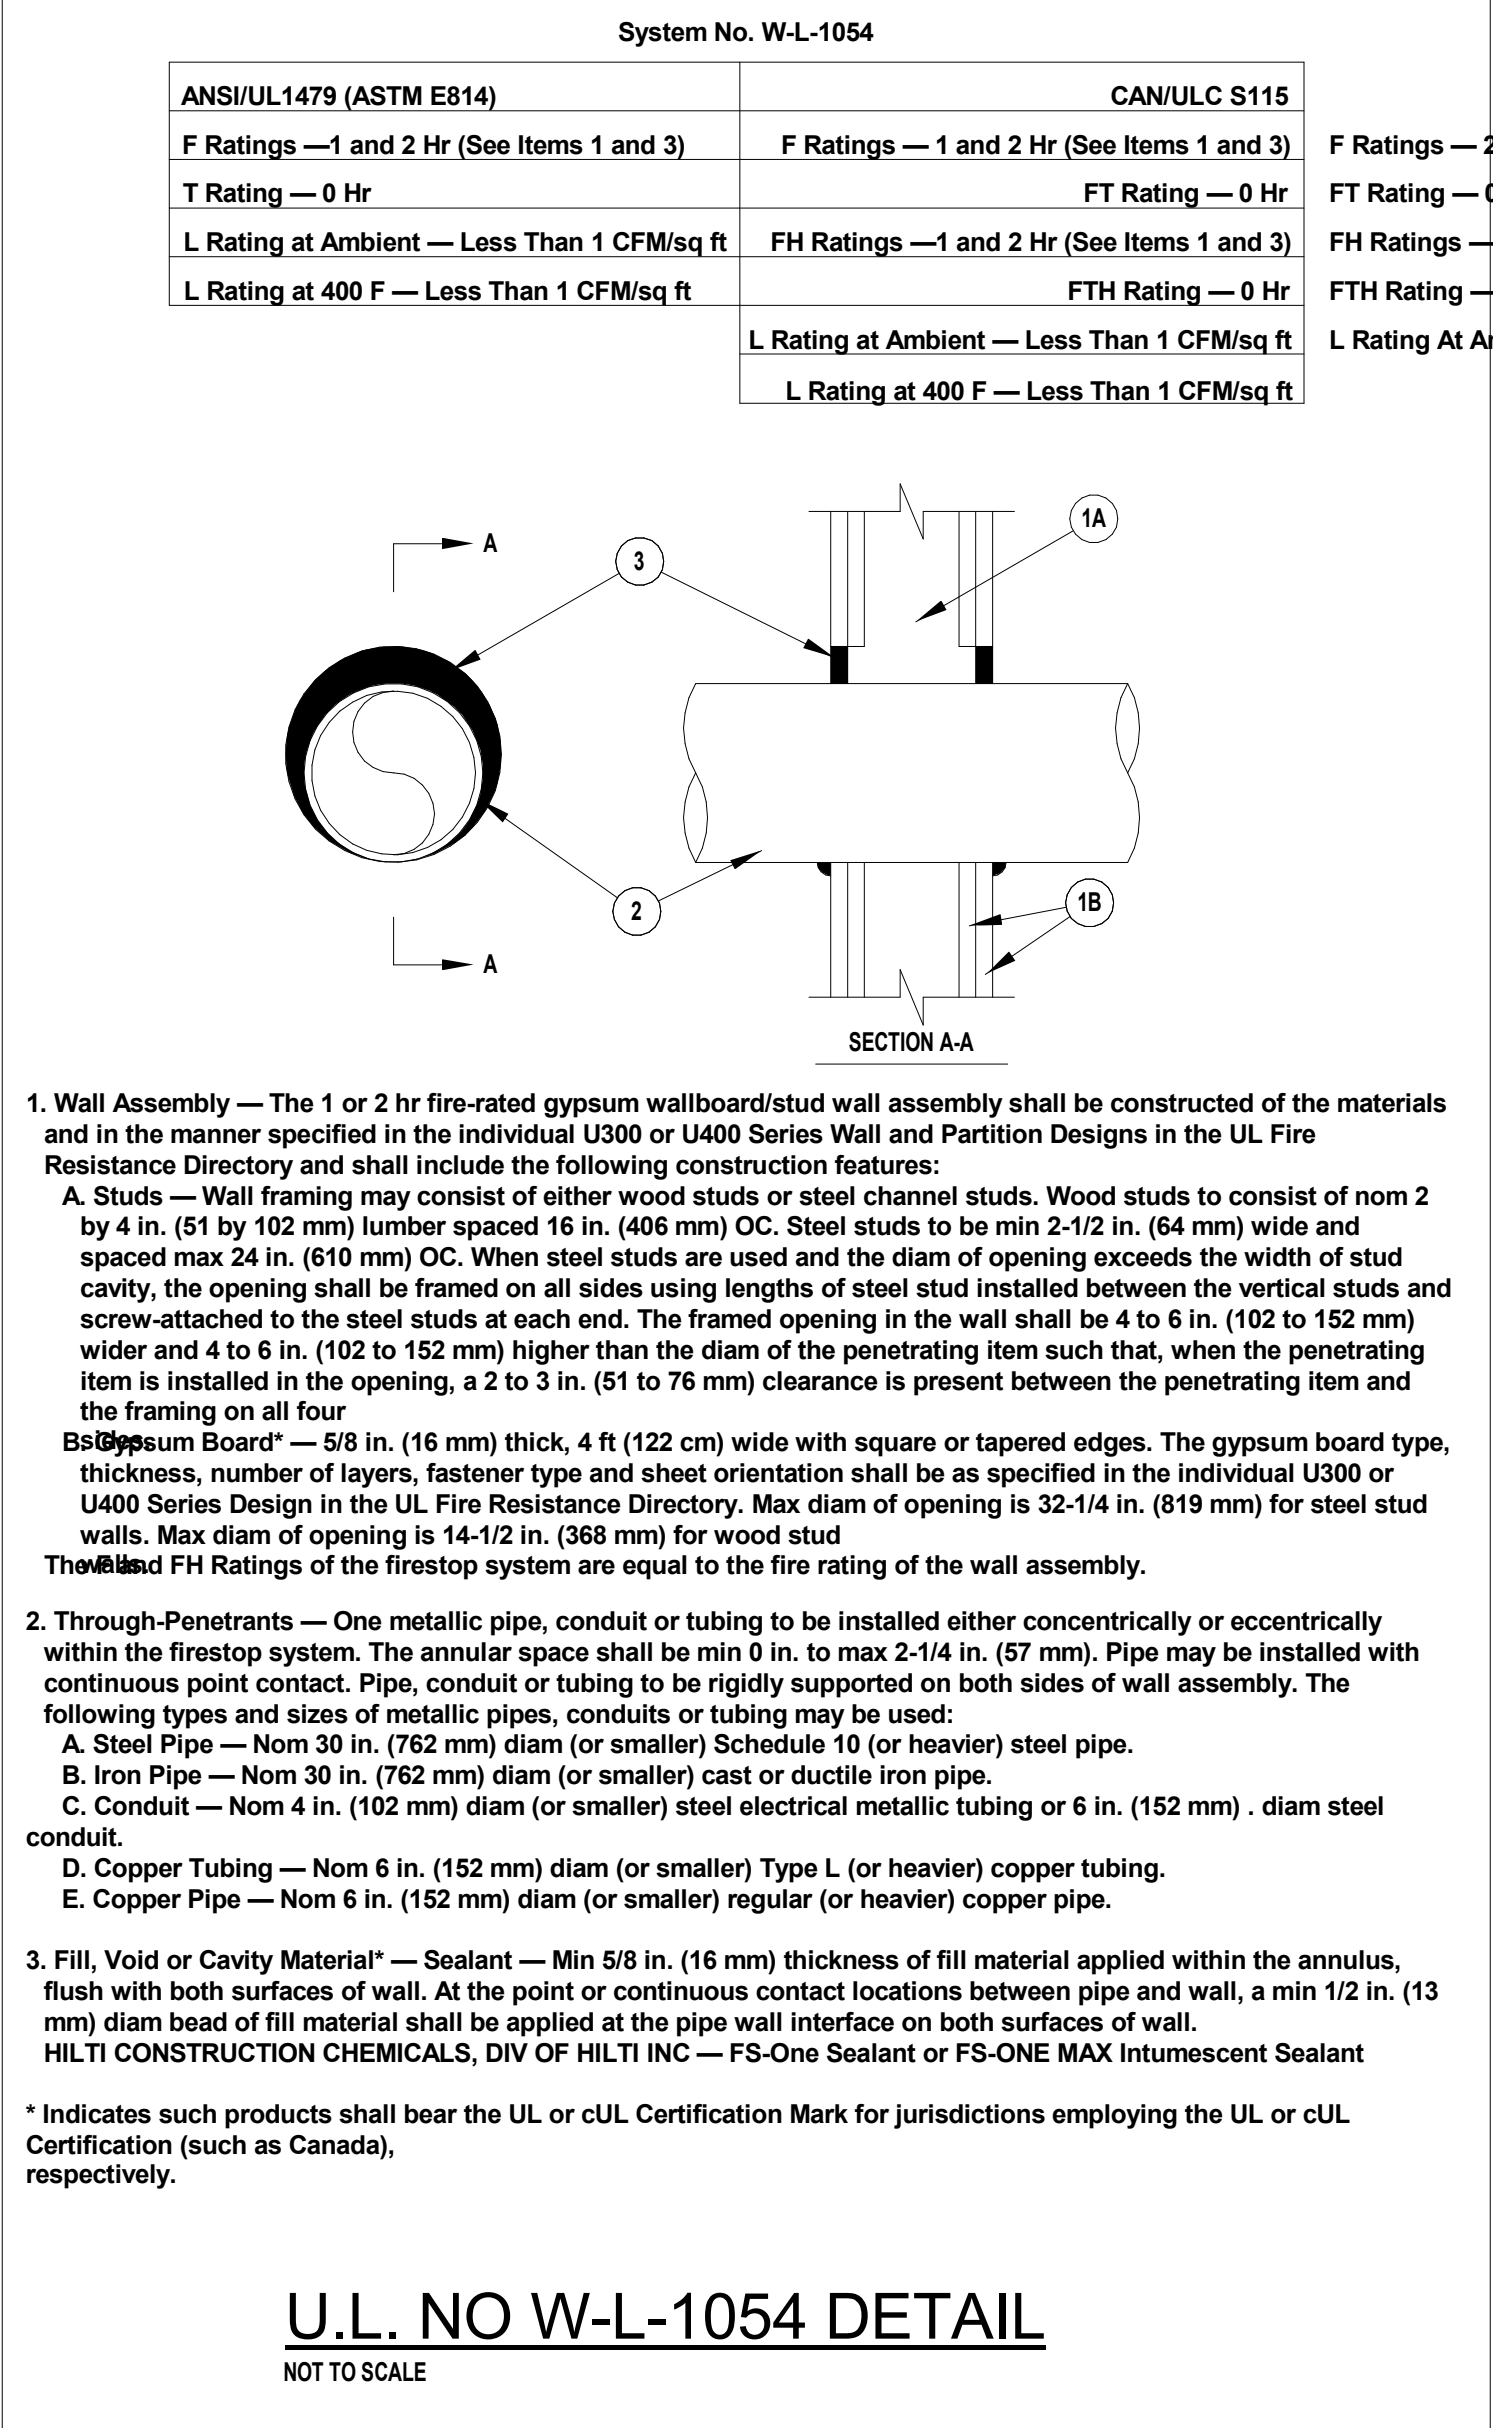 System No. W-L-1054
ANSI/UL1479 (ASTM E814) CAN/ULC S115
F Ratings —1 and 2 Hr (See Items 1 and 3) F Ratings — 1 and 2 Hr (See Items 1 and 3) F Ratings — 2
T Rating — 0 Hr FT Rating — 0 Hr FT Rating — 0
L Rating at Ambient — Less Than 1 CFM/sq ft FH Ratings —1 and 2 Hr (See Items 1 and 3) FH Ratings —
L Rating at 400 F — Less Than 1 CFM/sq ft FTH Rating — 0 Hr FTH Rating —
L Rating at Ambient — Less Than 1 CFM/sq ft L Rating At
L Rating at 400 F — Less Than 1 CFM/sq ft
1A
A
3
2
1B
A
SECTION A-A
1. Wall Assembly — The 1 or 2 hr fire-rated gypsum wallboard/stud wall assembly shall be constructed of the materials
and in the manner specified in the individual U300 or U400 Series Wall and Partition Designs in the UL Fire
Resistance Directory and shall include the following construction features:
A. Studs — Wall framing may consist of either wood studs or steel channel studs. Wood studs to consist of nom 2
by 4 in. (51 by 102 mm) lumber spaced 16 in. (406 mm) OC. Steel studs to be min 2-1/2 in. (64 mm) wide and
spaced max 24 in. (610 mm) OC. When steel studs are used and the diam of opening exceeds the width of stud
cavity, the opening shall be framed on all sides using lengths of steel stud installed between the vertical studs and
screw-attached to the steel studs at each end. The framed opening in the wall shall be 4 to 6 in. (102 to 152 mm)
wider and 4 to 6 in. (102 to 152 mm) higher than the diam of the penetrating item such that, when the penetrating
item is installed in the opening, a 2 to 3 in. (51 to 76 mm) clearance is present between the penetrating item and
the framing on all four
sides.
B. Gypsum Board* — 5/8 in. (16 mm) thick, 4 ft (122 cm) wide with square or tapered edges. The gypsum board type,
thickness, number of layers, fastener type and sheet orientation shall be as specified in the individual U300 or
U400 Series Design in the UL Fire Resistance Directory. Max diam of opening is 32-1/4 in. (819 mm) for steel stud
walls. Max diam of opening is 14-1/2 in. (368 mm) for wood stud
walls.
The F and FH Ratings of the firestop system are equal to the fire rating of the wall assembly.
2. Through-Penetrants — One metallic pipe, conduit or tubing to be installed either concentrically or eccentrically
within the firestop system. The annular space shall be min 0 in. to max 2-1/4 in. (57 mm). Pipe may be installed with
continuous point contact. Pipe, conduit or tubing to be rigidly supported on both sides of wall assembly. The
following types and sizes of metallic pipes, conduits or tubing may be used:
A. Steel Pipe — Nom 30 in. (762 mm) diam (or smaller) Schedule 10 (or heavier) steel pipe.
B. Iron Pipe — Nom 30 in. (762 mm) diam (or smaller) cast or ductile iron pipe.
C. Conduit — Nom 4 in. (102 mm) diam (or smaller) steel electrical metallic tubing or 6 in. (152 mm) . diam steel
conduit.
D. Copper Tubing — Nom 6 in. (152 mm) diam (or smaller) Type L (or heavier) copper tubing.
E. Copper Pipe — Nom 6 in. (152 mm) diam (or smaller) regular (or heavier) copper pipe.
3. Fill, Void or Cavity Material* — Sealant — Min 5/8 in. (16 mm) thickness of fill material applied within the annulus,
flush with both surfaces of wall. At the point or continuous contact locations between pipe and wall, a min 1/2 in. (13
mm) diam bead of fill material shall be applied at the pipe wall interface on both surfaces of wall.
HILTI CONSTRUCTION CHEMICALS, DIV OF HILTI INC — FS-One Sealant or FS-ONE MAX Intumescent Sealant
* Indicates such products shall bear the UL or cUL Certification Mark for jurisdictions employing the UL or cUL
Certification (such as Canada),
respectively.
U.L. NO W-L-1054 DETAIL
NOT TO SCALE